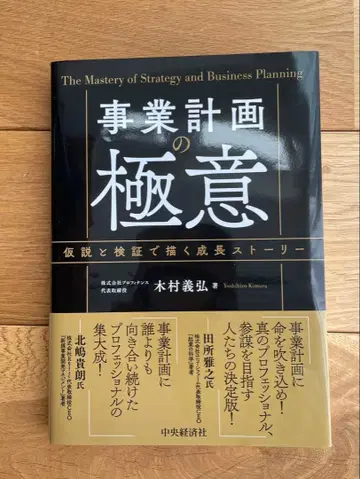 The Mastery of Strategy and Business Planning
事業計画
の
極意
仮説と検証で描く成長ストーリー
株式会社プロフィナンス
代表取締役
木村義弘 著
Yoshihiro Kimura
事業計画に
命を吹き込め!
真のプロフェッショナル、
参謀を目指す
人たちの決定版!
田所雅之氏
事業計画に
誰よりも
向き合い続けた
プロフェッショナルの
集大成!
北嶋貴朗氏
中央経済社